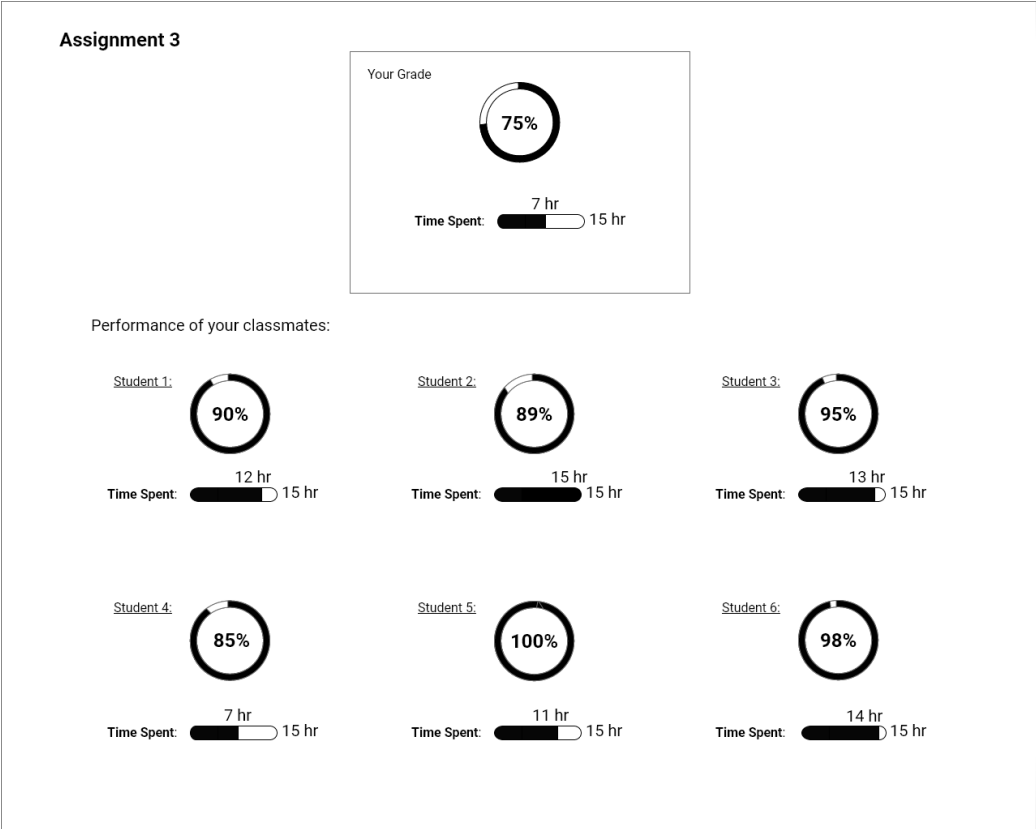 Assignment 3
Your Grade
75%
7 hr
Time Spent: 15 hr
Performance of your classmates:
Student 1: 90%
12 hr
Time Spent: 15 hr
Student 2: 89%
15 hr
Time Spent: 15 hr
Student 3: 95%
13 hr
Time Spent: 15 hr
Student 4: 85%
7 hr
Time Spent: 15 hr
Student 5: 100%
11 hr
Time Spent: 15 hr
Student 6: 98%
14 hr
Time Spent: 15 hr